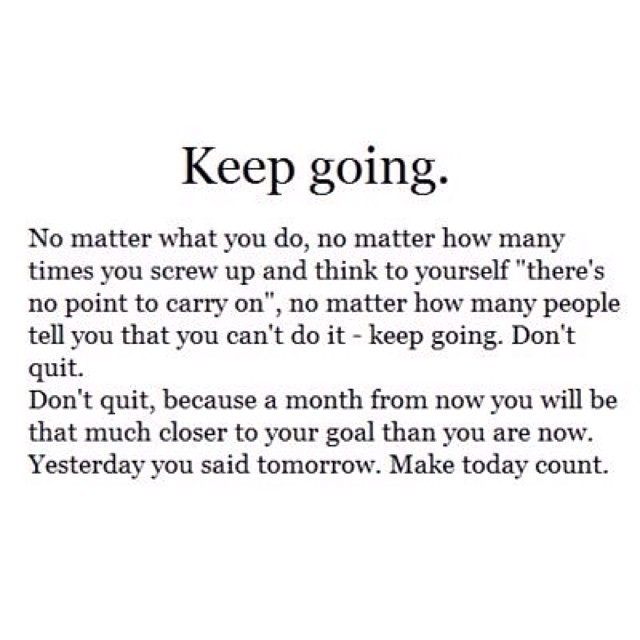 Keep going.
No matter what you do, no matter how many
times you screw up and think to yourself "there's
no point to carry on", no matter how many people
tell you that you can't do it - keep going. Don't
quit.
Don't quit, because a month from now you will be
that much closer to your goal than you are now.
Yesterday you said tomorrow. Make today count.